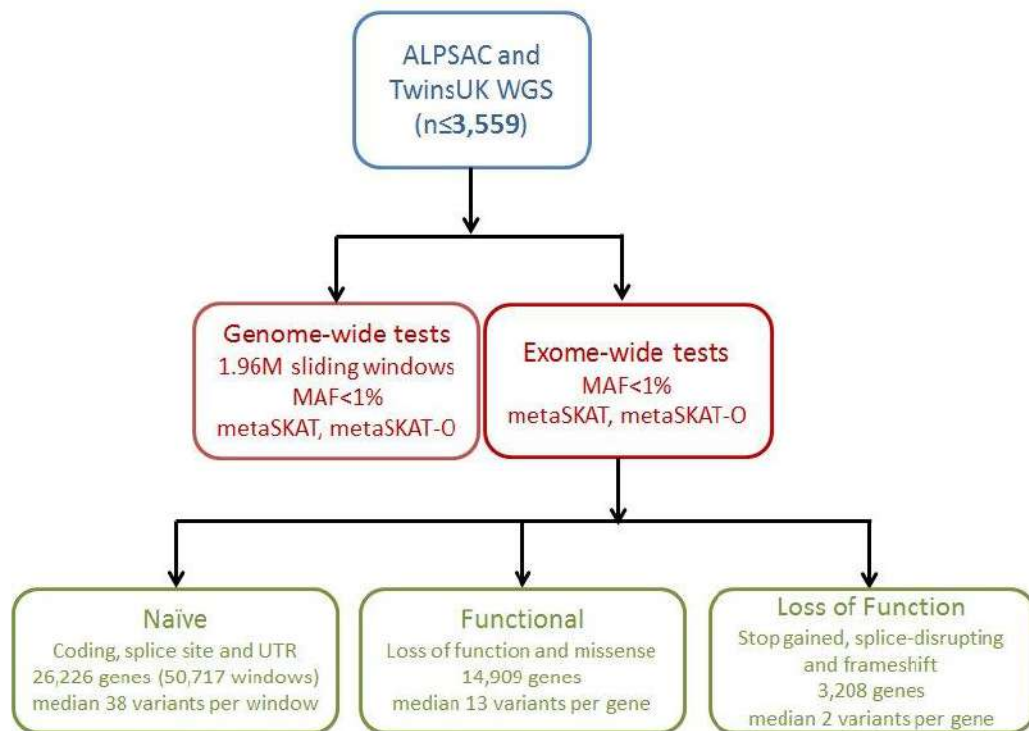 ALPSAC and
TwinsUK WGS
(n≤3,559)
Genome-wide tests
1.96M sliding windows
MAF<1%
metaSKAT, metaSKAT-O
Exome-wide tests
MAF<1%
metaSKAT, metaSKAT-O
Naïve
Coding, splice site and UTR
26,226 genes (50,717 windows)
median 38 variants per window
Functional
Loss of function and missense
14,909 genes
median 13 variants per gene
Loss of Function
Stop gained, splice-disrupting
and frameshift
3,208 genes
median 2 variants per gene